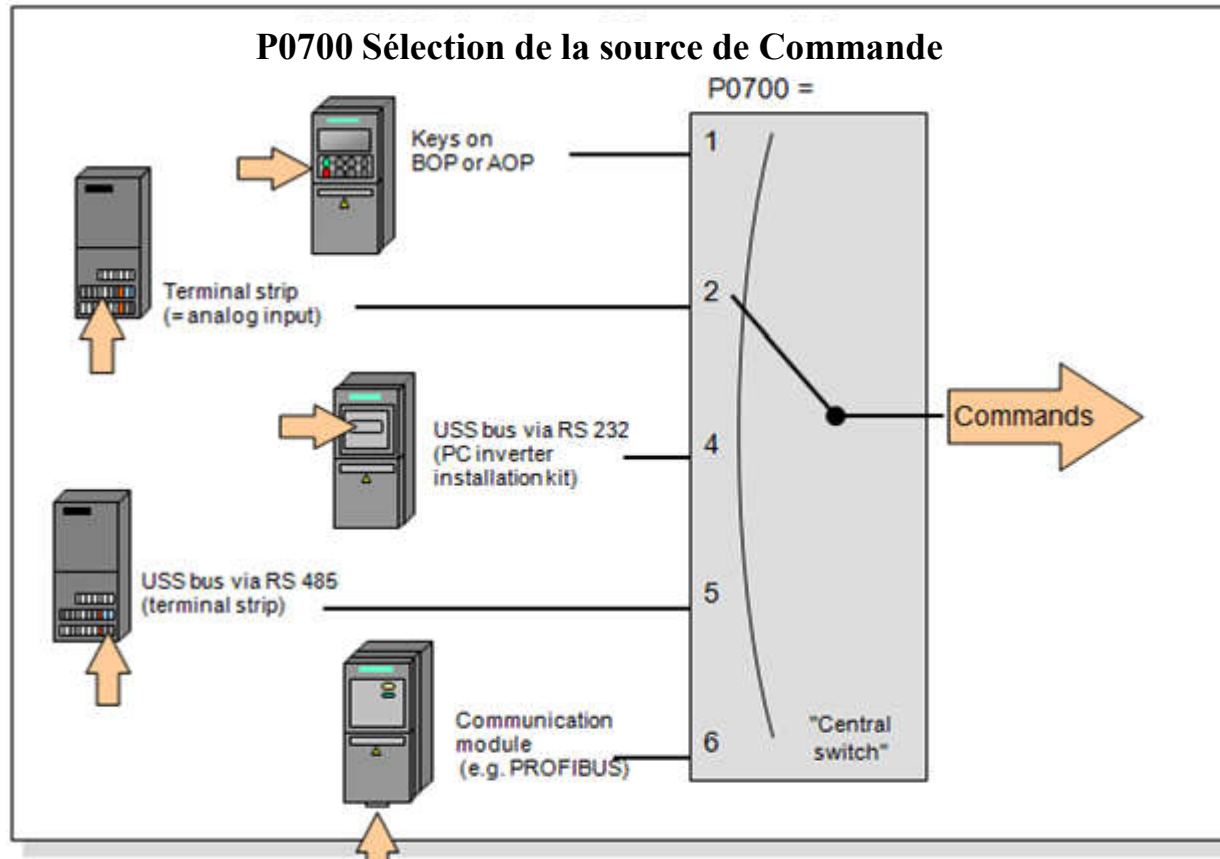 P0700 Sélection de la source de Commande
P0700 =
Keys on
BOP or AOP
1
Terminal strip
(= analog input)
2
USS bus via RS 232
(PC inverter
installation kit)
4
Commands
USS bus via RS 485
(terminal strip)
5
Communication
module
(e.g. PROFIBUS)
6
"Central
switch"